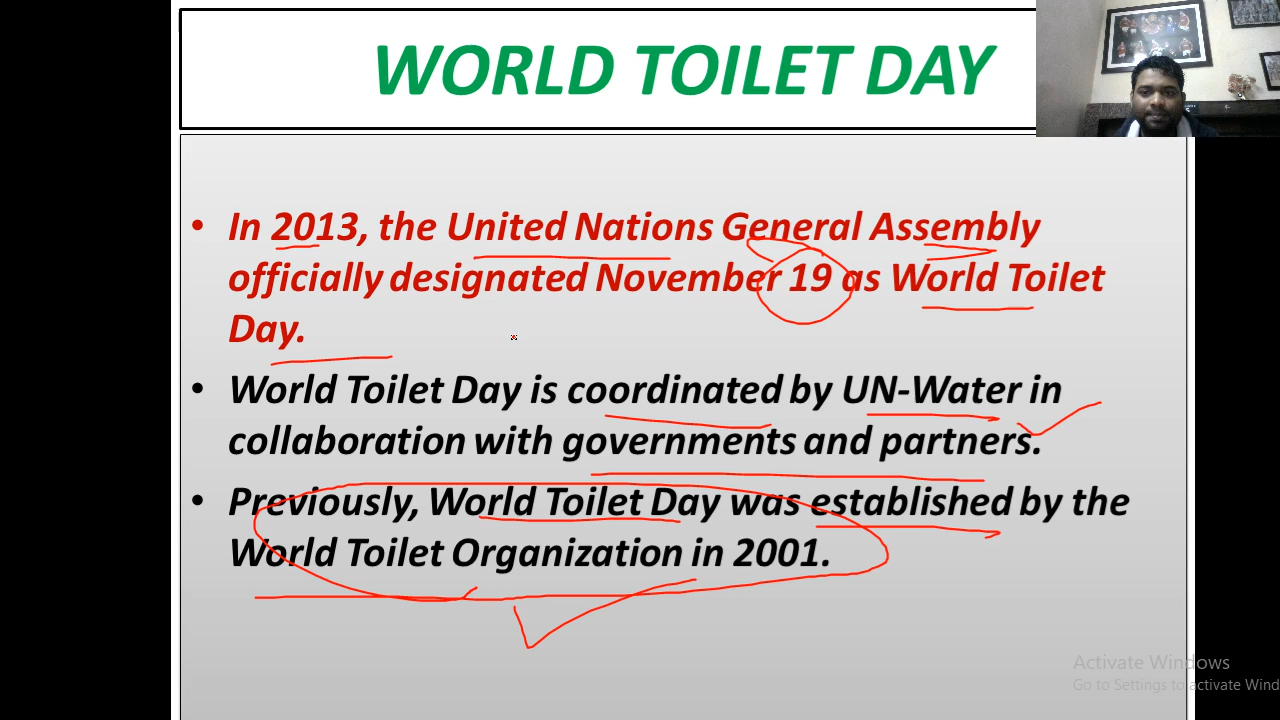 WORLD TOILET DAY
• In 2013, the United Nations General Assembly
officially designated November 19 as World Toilet
Day.
• World Toilet Day is coordinated by UN-Water in
collaboration with governments and partners.
• Previously, World Toilet Day was established by the
World Toilet Organization in 2001.
Activate Windows
Go to Settings to activate Wind